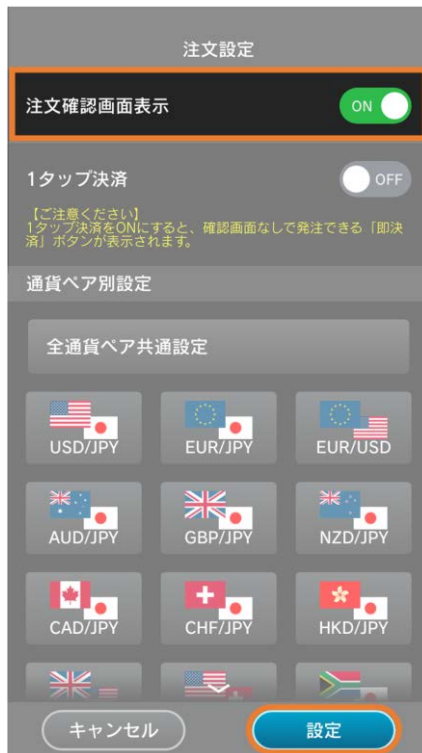 注文設定
注文確認画面表示
ON
1タップ決済
OFF
【ご注意ください】
1タップ決済をONにすると、確認画面なしで発注できる「即決
済」ボタンが表示されます。
通貨ペア別設定
全通貨ペア共通設定
USD/JPY
EUR/JPY
EUR/USD
AUD/JPY
GBP/JPY
NZD/JPY
CAD/JPY
CHF/JPY
HKD/JPY
キャンセル
設定